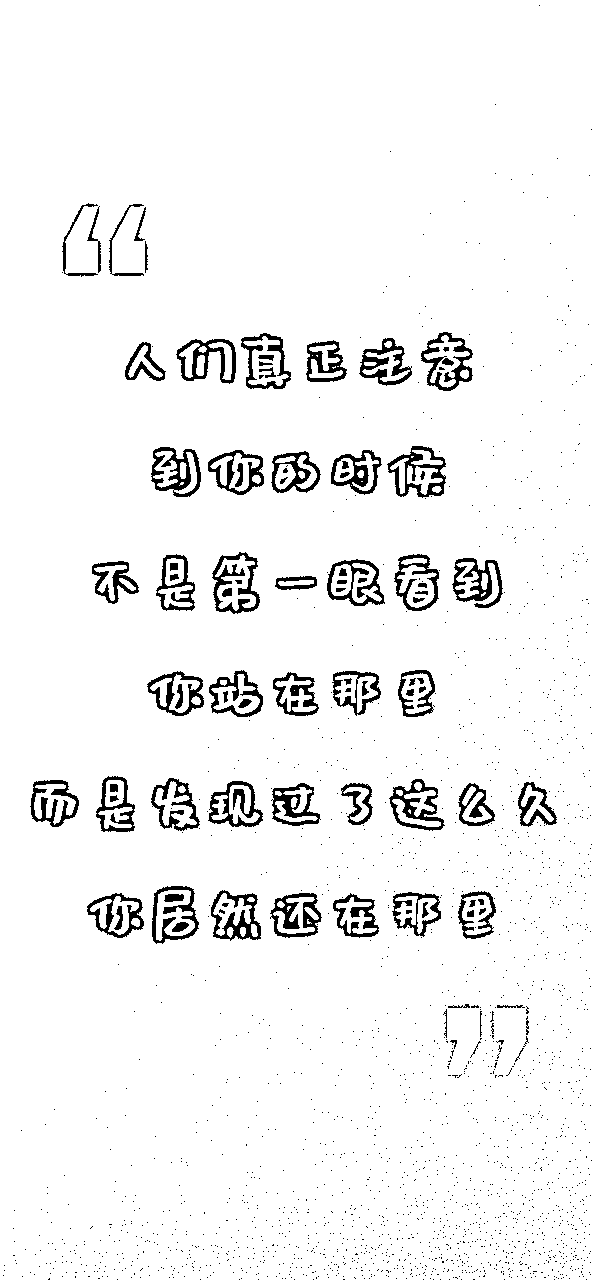 “
人们真正注意
到你的时候
不是第一眼看到
你站在那里
而是发现过了这么久
你居然还在那里
”